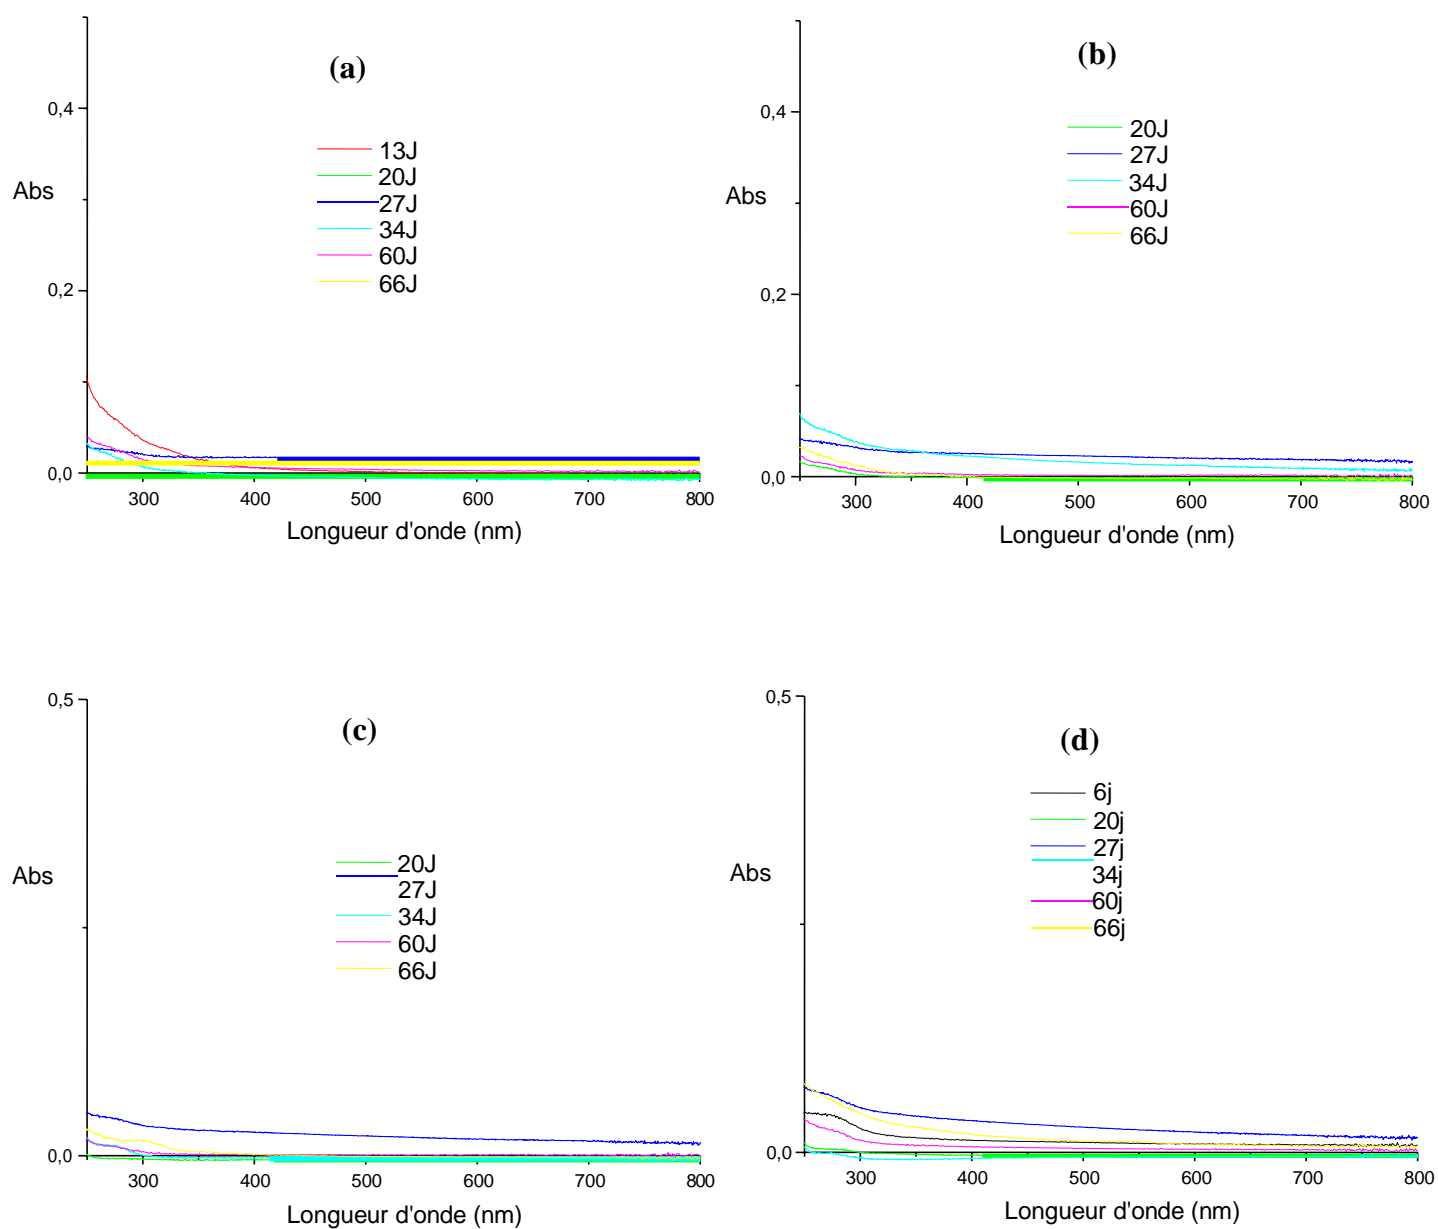 (a)
0,4
13J
20J
27J
34J
60J
66J
Abs
0,2
0,0
300 400 500 600 700 800
Longueur d'onde (nm)
(b)
0,4
20J
27J
34J
60J
66J
Abs
0,2
0,0
300 400 500 600 700 800
Longueur d'onde (nm)
0,5
(c)
20J
27J
34J
60J
66J
Abs
0,0
300 400 500 600 700 800
Longueur d'onde (nm)
0,5
(d)
6j
20j
27j
34j
60j
66j
Abs
0,0
300 400 500 600 700 800
Longueur d'onde (nm)